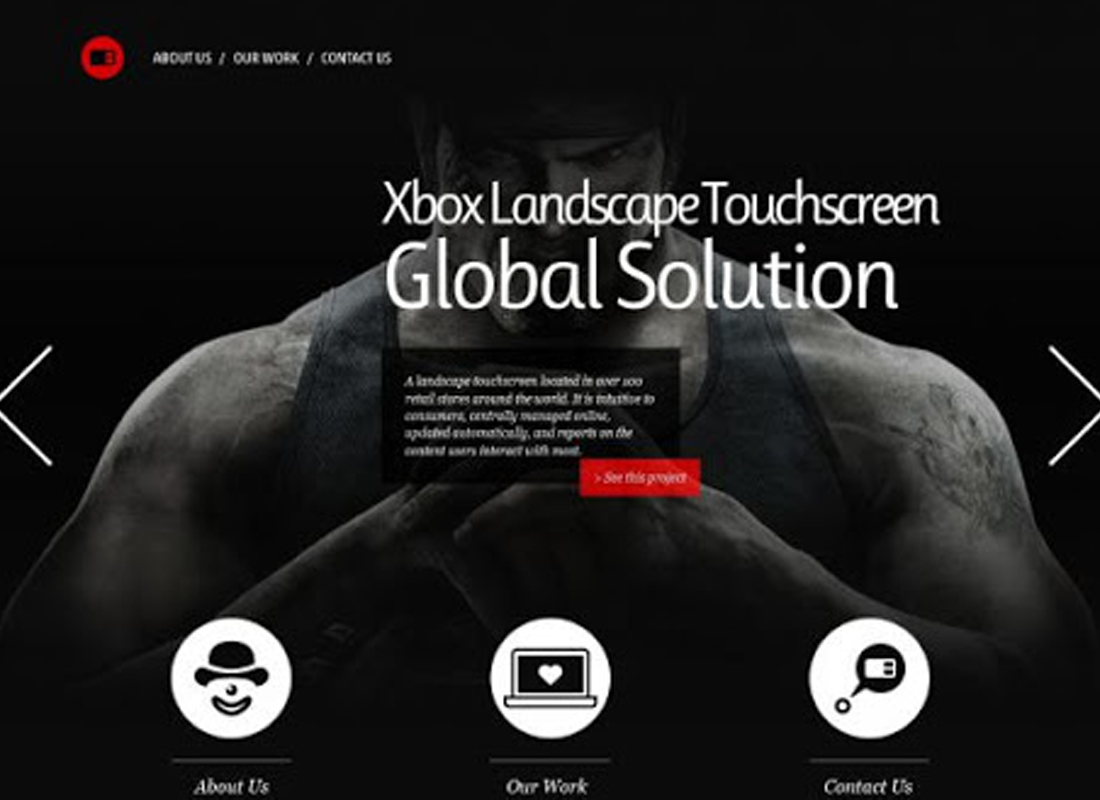 ABOUT US / OUR WORK / CONTACT US
Xbox Landscape Touchscreen
Global Solution
A landscape touchscreen located in over 100
retail stores around the world. It is intuitive to
consumers, centrally managed online,
updated automatically, and reports on the
content users interact with most.
> See this project
About Us
Our Work
Contact Us